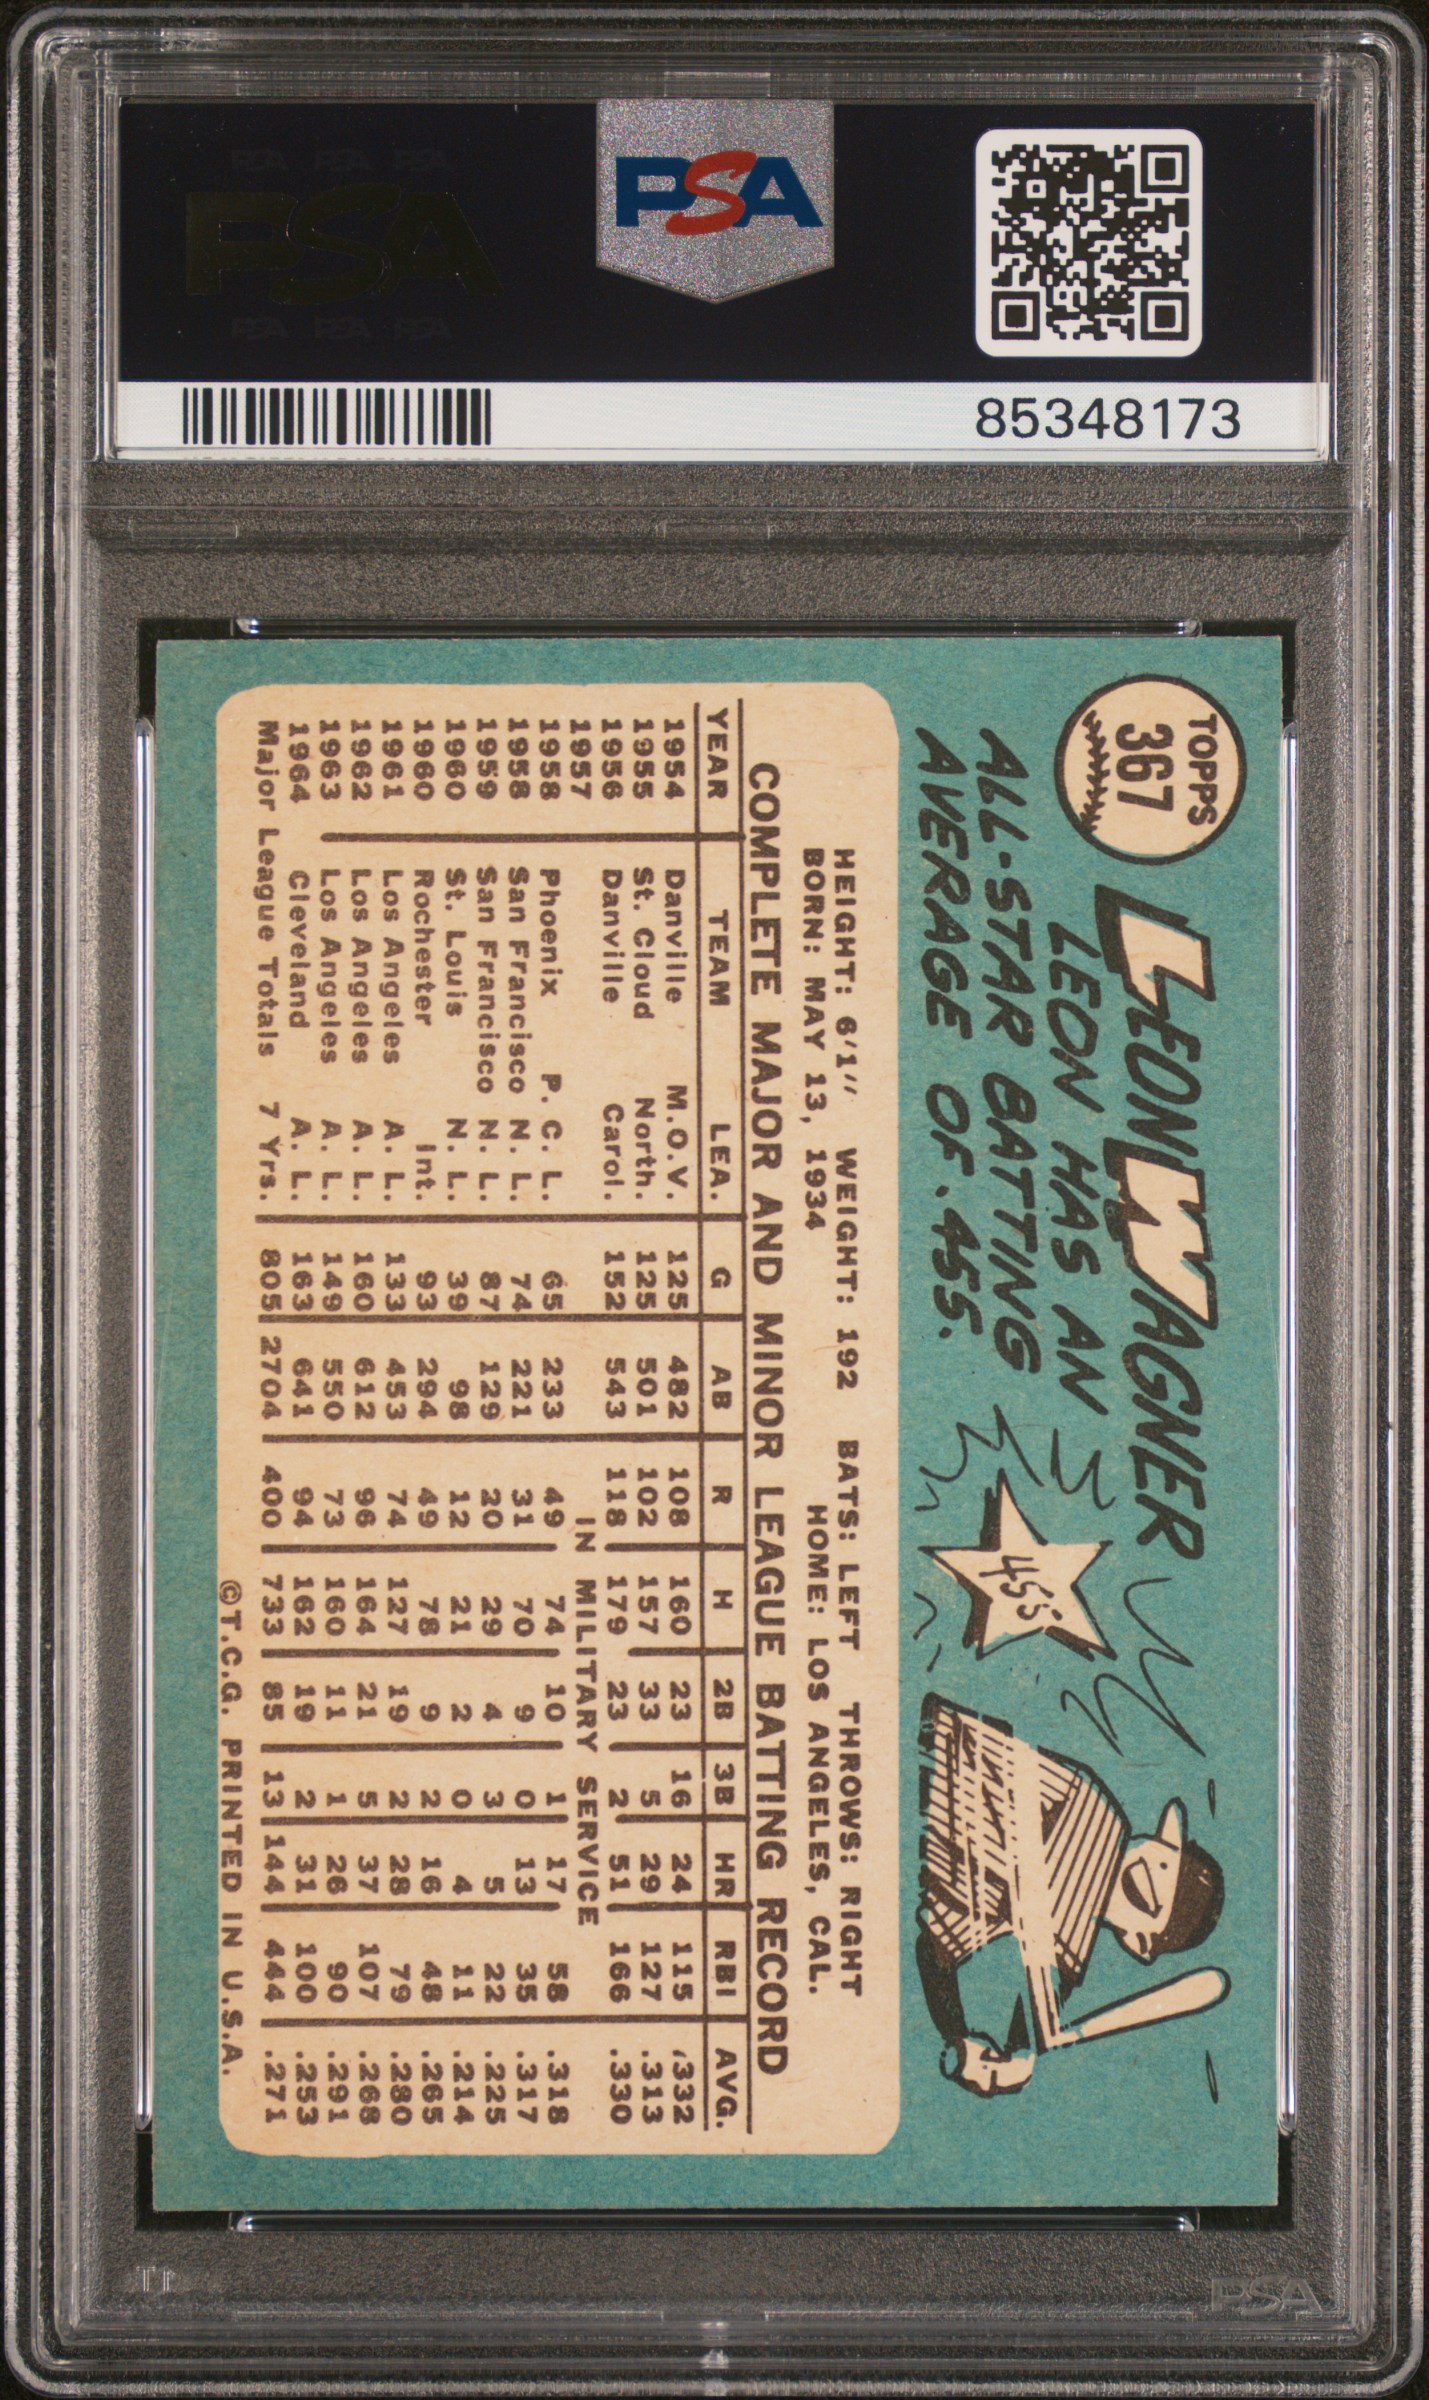 PSA
PSA
85348173
TOPPS
367
LEON WAGNER
LEON HAS AN
ALL-STAR BATTING
AVERAGE OF .455.
455
HEIGHT: 6'1" WEIGHT: 192 BATS: LEFT THROWS: RIGHT
BORN: MAY 13, 1934 HOME: LOS ANGELES, CAL.
COMPLETE MAJOR AND MINOR LEAGUE BATTING RECORD
YEAR TEAM LEA. G AB R H 2B 3B HR RBI AVG.
1954 Danville M.O.V. 125 482 108 160 23 16 24 115 .332
1955 St. Cloud North. 125 501 102 157 33 5 29 127 .313
1956 Danville Carol. 152 543 118 179 23 2 51 166 .330
1957 IN MILITARY SERVICE
1958 Phoenix P. C. L. 65 233 49 74 10 1 17 58 .318
1958 San Francisco N. L. 74 221 31 70 9 0 13 35 .317
1959 San Francisco N. L. 87 129 20 29 4 3 5 22 .225
1960 St. Louis N. L. 39 98 12 21 2 0 4 11 .214
1960 Rochester Int. 93 294 49 78 9 2 16 48 .265
1961 Los Angeles A. L. 133 453 74 127 19 2 28 79 .280
1962 Los Angeles A. L. 160 612 96 164 21 5 37 107 .268
1963 Los Angeles A. L. 149 550 73 160 11 1 26 90 .291
1964 Cleveland A. L. 163 641 94 162 19 2 31 100 .253
Major League Totals 7 Yrs. 805 2704 400 733 85 13 144 444 .271
©T.C.G. PRINTED IN U.S.A.
PSA